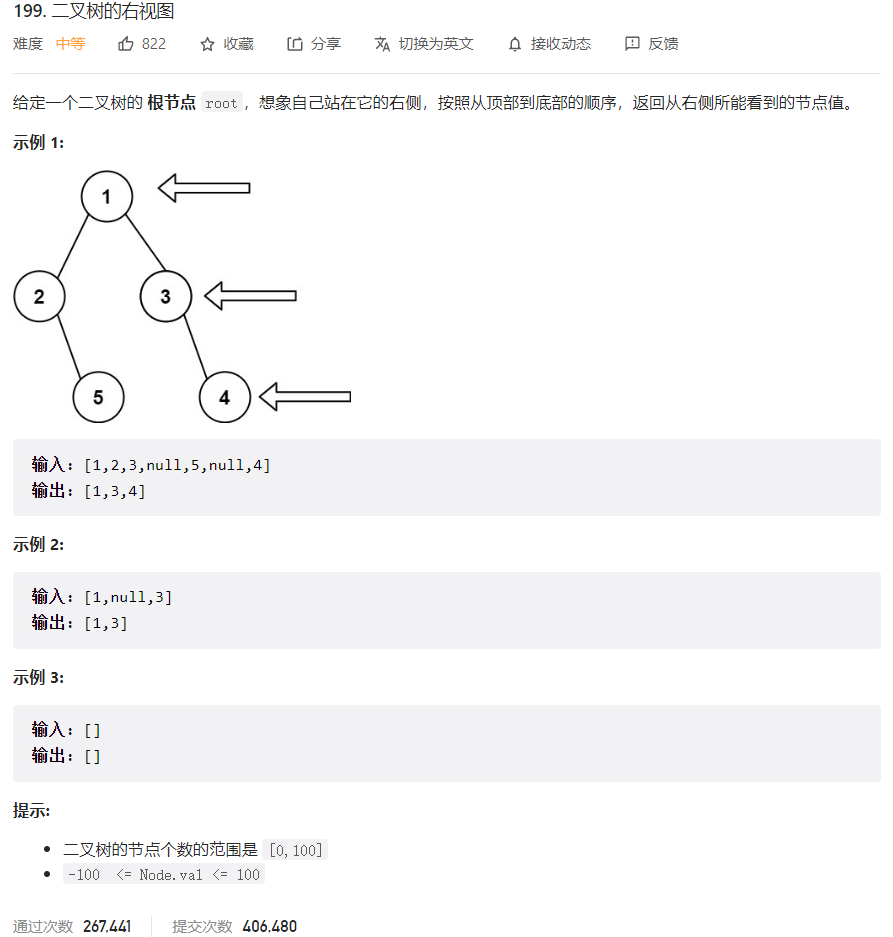 199. 二叉树的右视图
难度 中等 822 收藏 分享 切换为英文 接收动态 反馈
给定一个二叉树的 根节点 root，想象自己站在它的右侧，按照从顶部到底部的顺序，返回从右侧所能看到的节点值。
示例 1:
1
2 3
5 4
输入：[1,2,3,null,5,null,4]
输出：[1,3,4]
示例 2:
输入：[1,null,3]
输出：[1,3]
示例 3:
输入：[]
输出：[]
提示:
二叉树的节点个数的范围是 [0,100]
-100 <= Node.val <= 100
通过次数 267,441 提交次数 406,480